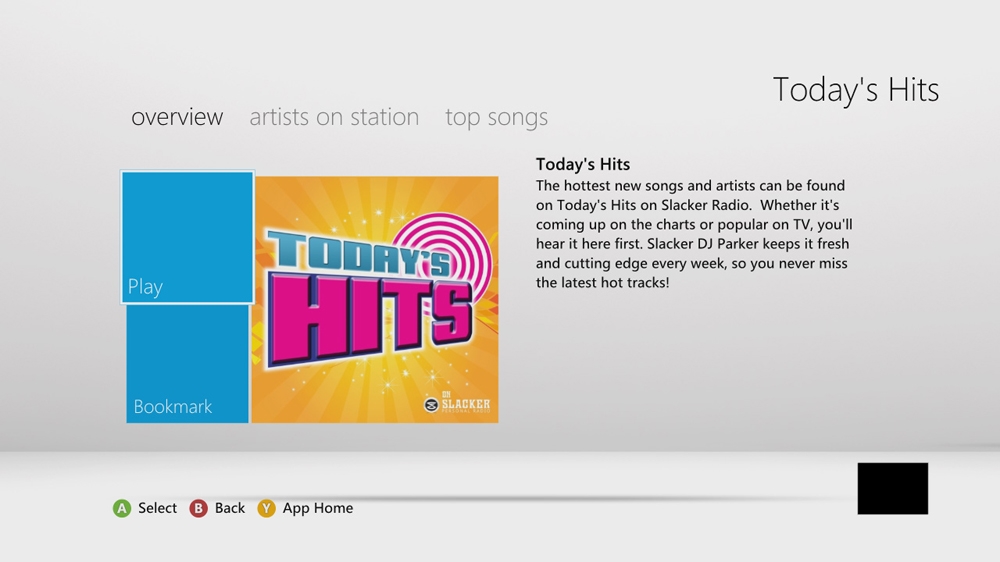 Today's Hits
overview artists on station top songs
Play
Bookmark
TODAY'S
HITS
ON
SLACKER
PERSONAL RADIO
Today's Hits
The hottest new songs and artists can be found
on Today's Hits on Slacker Radio. Whether it's
coming up on the charts or popular on TV, you'll
hear it here first. Slacker DJ Parker keeps it fresh
and cutting edge every week, so you never miss
the latest hot tracks!
A Select B Back Y App Home